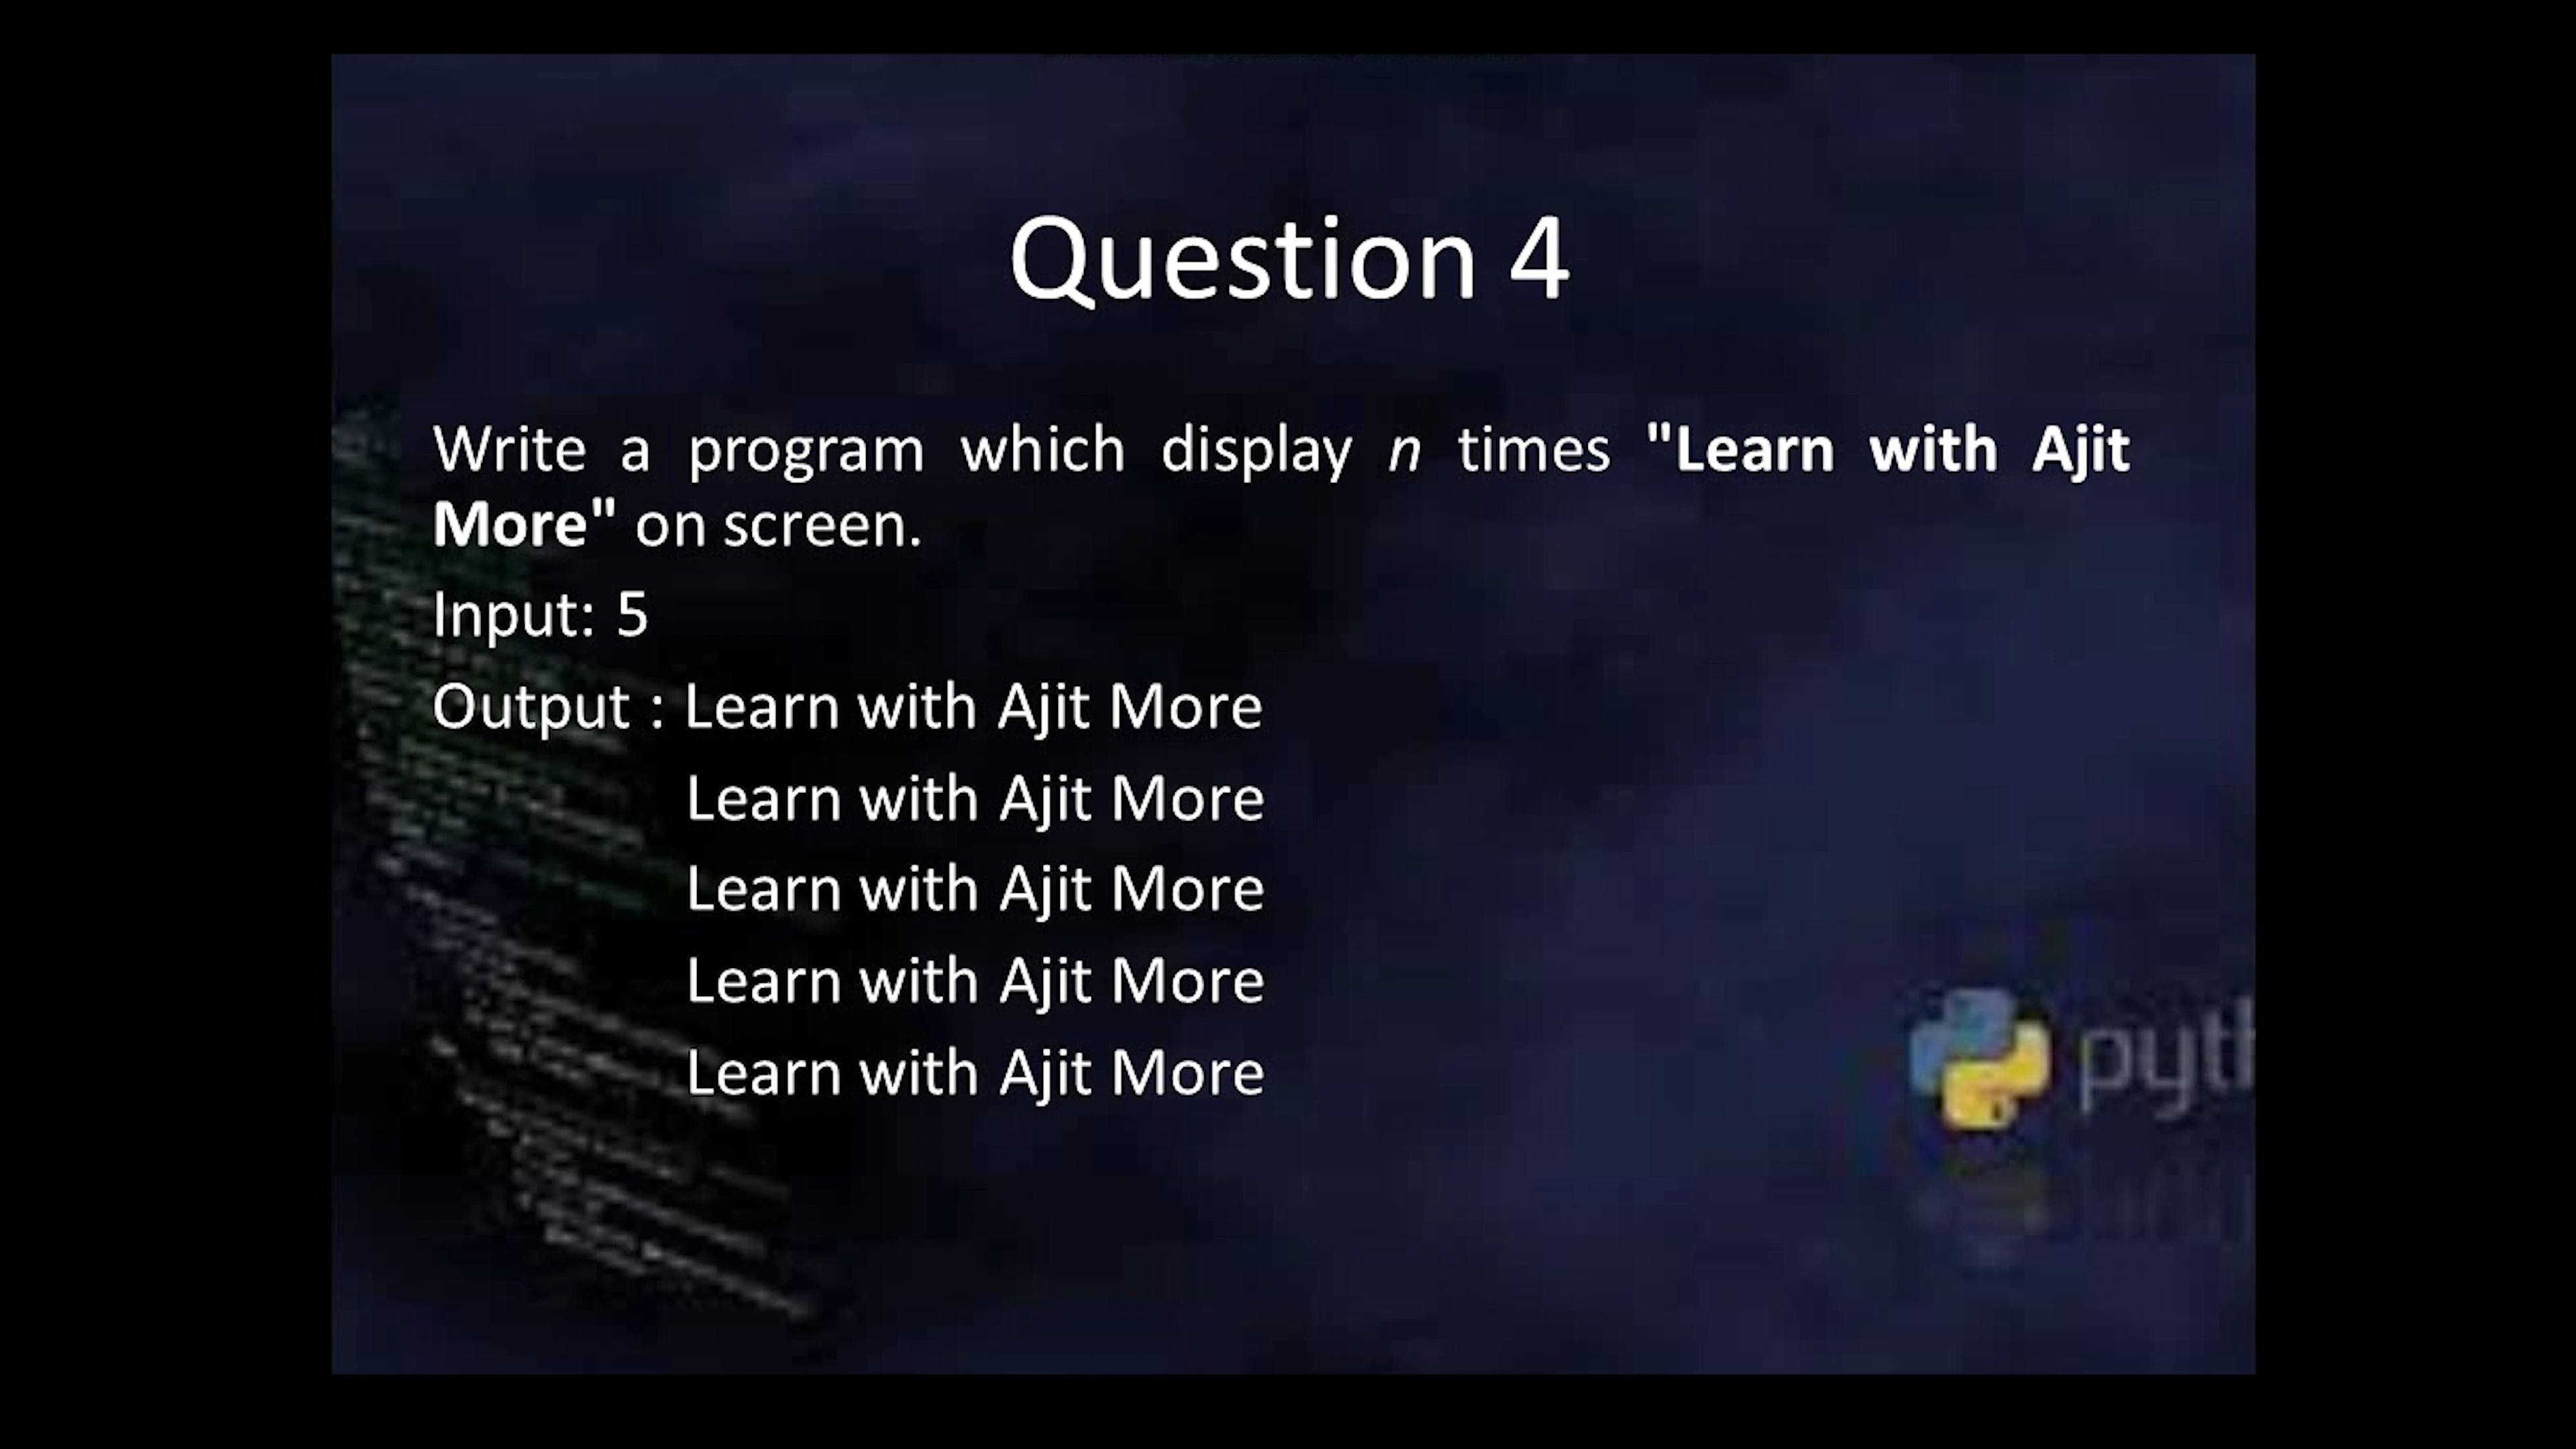 Question 4
Write a program which display n times "Learn with Ajit
More" on screen.
Input: 5
Output : Learn with Ajit More
Learn with Ajit More
Learn with Ajit More
Learn with Ajit More
Learn with Ajit More